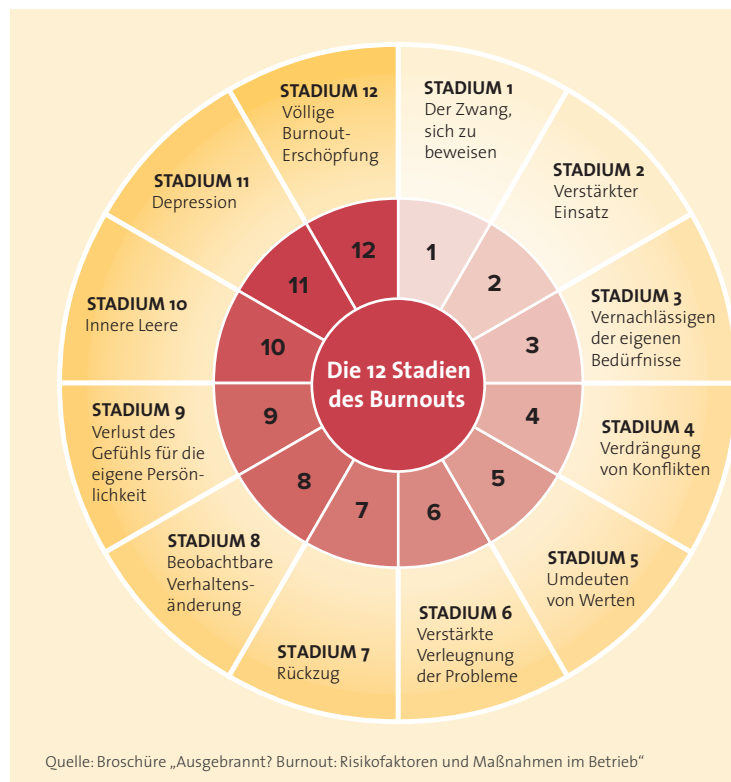 STADIUM 1
Der Zwang,
sich zu
beweisen
STADIUM 2
Verstärkter
Einsatz
STADIUM 3
Vernachlässigen
der eigenen
Bedürfnisse
STADIUM 4
Verdrängung
von Konflikten
STADIUM 5
Umdeuten
von Werten
STADIUM 6
Verstärkte
Verleugnung
der Probleme
STADIUM 7
Rückzug
STADIUM 8
Beobachtbare
Verhaltens-
änderung
STADIUM 9
Verlust des
Gefühls für die
eigene Persön-
lichkeit
STADIUM 10
Innere Leere
STADIUM 11
Depression
STADIUM 12
Völlige
Burnout-
Erschöpfung
1
2
3
4
5
6
7
8
9
10
11
12
Die 12 Stadien
des Burnouts
Quelle: Broschüre „Ausgebrannt? Burnout: Risikofaktoren und Maßnahmen im Betrieb“